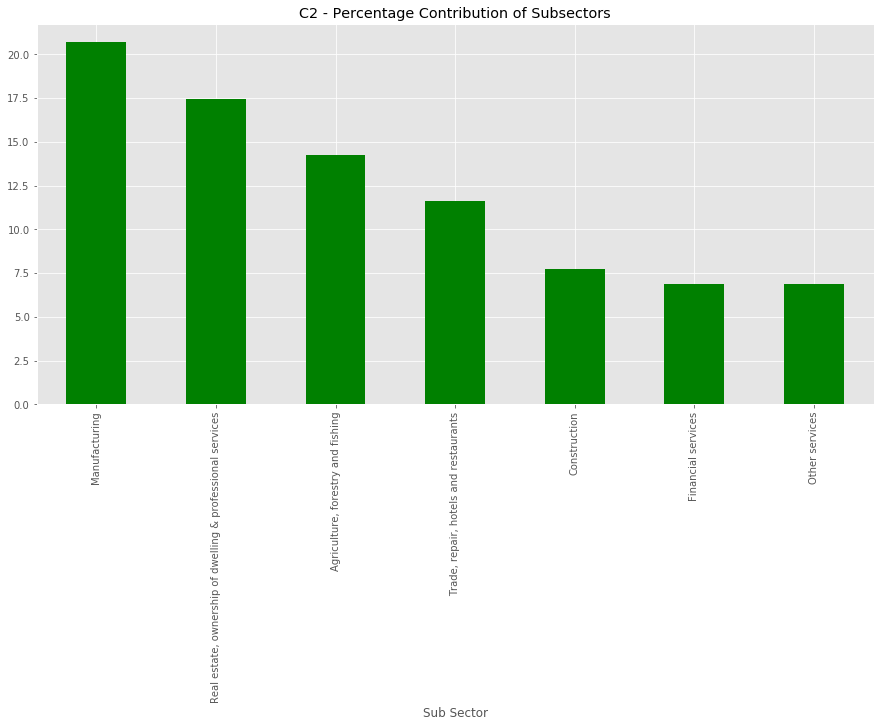 C2 - Percentage Contribution of Subsectors
20.0
17.5
15.0
12.5
10.0
7.5
5.0
2.5
0.0
Manufacturing
Real estate, ownership of dwelling & professional services
Agriculture, forestry and fishing
Trade, repair, hotels and restaurants
Construction
Financial services
Other services
Sub Sector